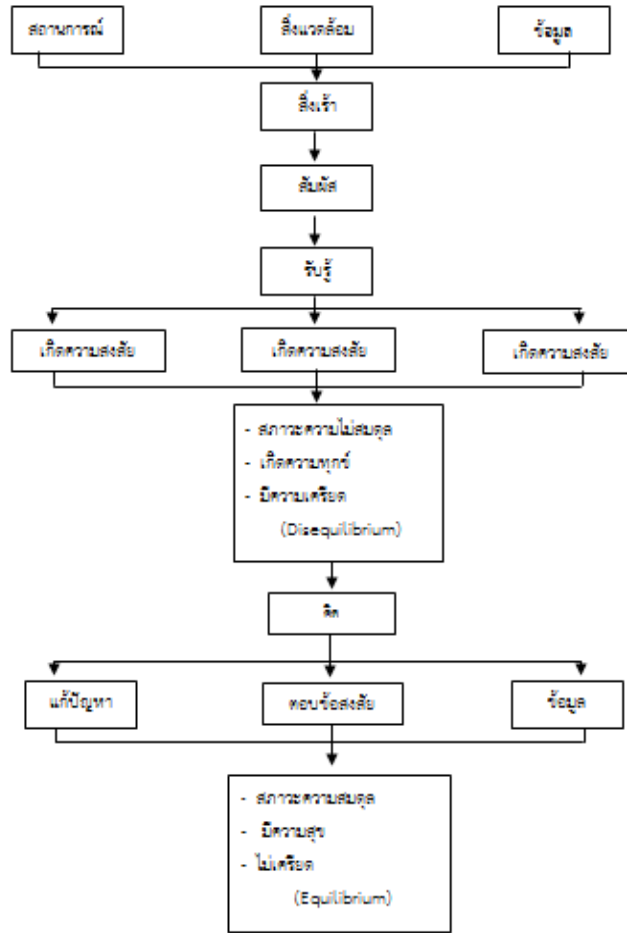 สถานการณ์
สิ่งแวดล้อม
ข้อมูล
สิ่งเร้า
สัมผัส
รับรู้
เกิดความสงสัย
เกิดความสงสัย
เกิดความสงสัย
- สภาวะความไม่สมดุล
- เกิดความทุกข์
- มีความเครียด
(Disequilibrium)
คิด
แก้ปัญหา
ตอบข้อสงสัย
ข้อมูล
- สภาวะความสมดุล
- มีความสุข
- ไม่เครียด
(Equilibrium)